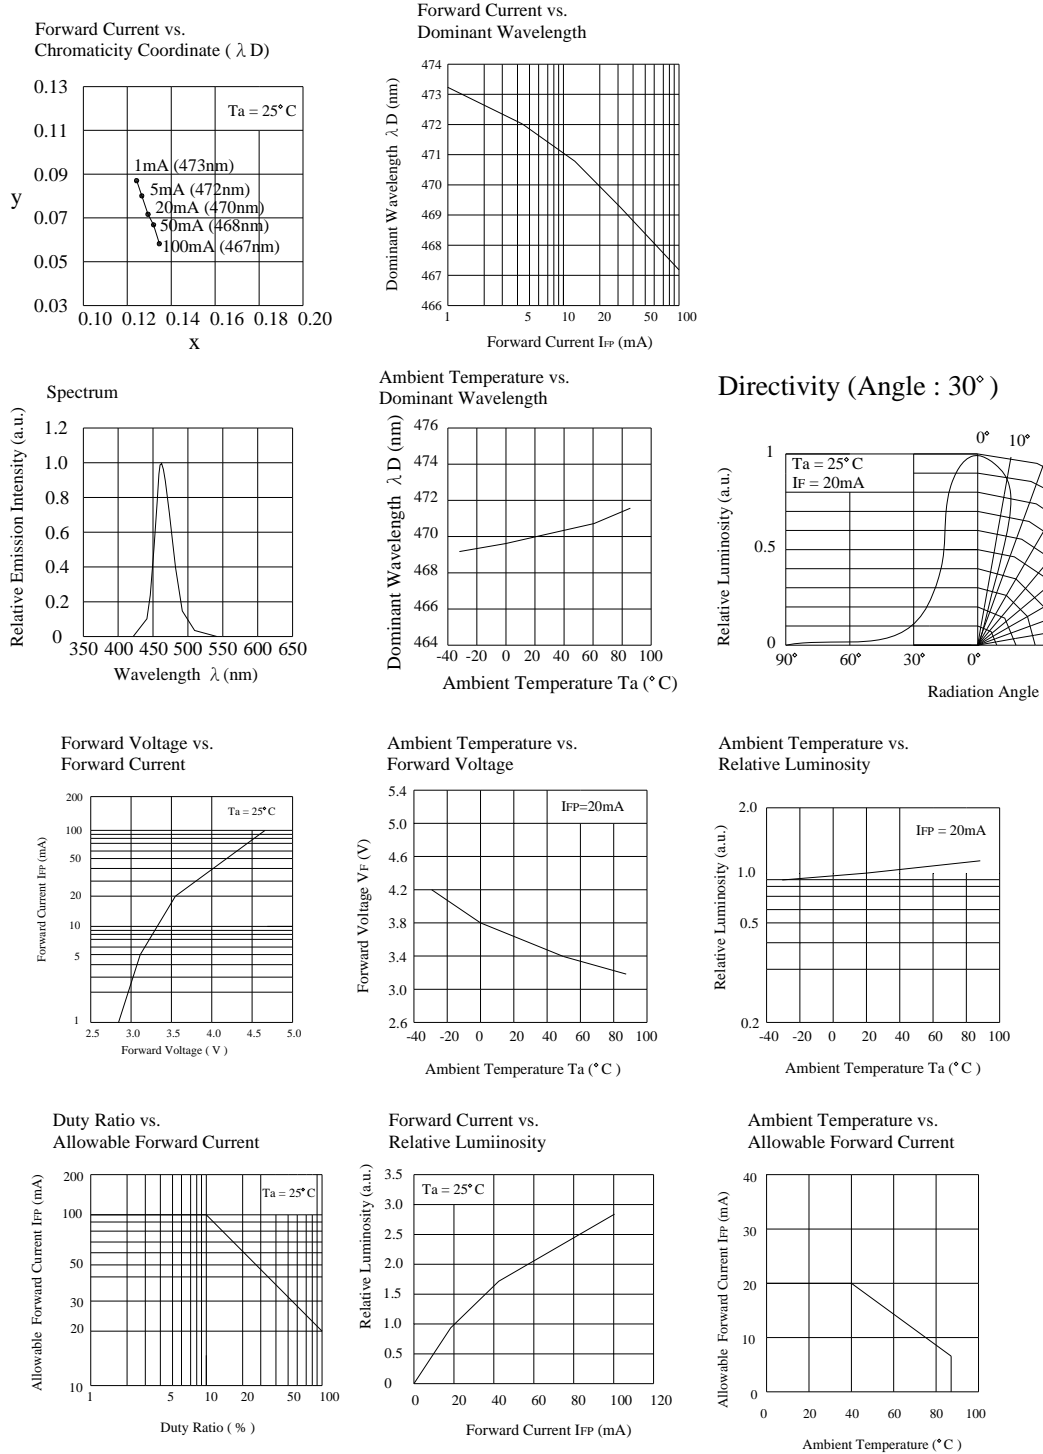 Forward Current vs.
Chromaticity Coordinate ( λ D)
0.13
0.11
0.09
0.07
0.05
0.03
y
Ta = 25°C
1mA (473nm)
5mA (472nm)
20mA (470nm)
50mA (468nm)
100mA (467nm)
0.10 0.12 0.14 0.16 0.18 0.20
x
Forward Current vs.
Dominant Wavelength
Dominant Wavelength λ D (nm)
474
473
472
471
470
469
468
467
466
1 5 10 20 50 100
Forward Current IFP (mA)
Spectrum
Relative Emission Intensity (a.u.)
1.2
1.0
0.8
0.6
0.4
0.2
0
350 400 450 500 550 600 650
Wavelength λ (nm)
Ambient Temperature vs.
Dominant Wavelength
Dominant Wavelength λ D (nm)
476
474
472
470
468
466
464
-40 -20 0 20 40 60 80 100
Ambient Temperature Ta (°C)
Directivity (Angle : 30°)
Relative Luminosity (a.u.)
1
0.5
0
Ta = 25°C
IF = 20mA
0° 10°
90° 60° 30° 0°
Radiation Angle
Forward Voltage vs.
Forward Current
Forward Current IFP (mA)
200
100
50
20
10
5
1
Ta = 25°C
2.5 3.0 3.5 4.0 4.5 5.0
Forward Voltage ( V )
Ambient Temperature vs.
Forward Voltage
Forward Voltage VF (V)
5.4
5.0
4.6
4.2
3.8
3.4
3.0
2.6
IFP=20mA
-40 -20 0 20 40 60 80 100
Ambient Temperature Ta (°C )
Ambient Temperature vs.
Relative Luminosity
Relative Luminosity (a.u.)
2.0
1.0
0.5
0.2
IFP = 20mA
-40 -20 0 20 40 60 80 100
Ambient Temperature Ta (°C )
Duty Ratio vs.
Allowable Forward Current
Allowable Forward Current IFP (mA)
200
100
50
30
20
10
Ta = 25°C
1 5 10 20 50 100
Duty Ratio ( % )
Forward Current vs.
Relative Lumiinosity
Relative Luminosity (a.u.)
3.5
3.0
2.5
2.0
1.5
1.0
0.5
0
Ta = 25°C
0 20 40 60 80 100 120
Forward Current IFP (mA)
Ambient Temperature vs.
Allowable Forward Current
Allowable Forward Current IFP (mA)
40
30
20
10
0
0 20 40 60 80 100
Ambient Temperature (°C )